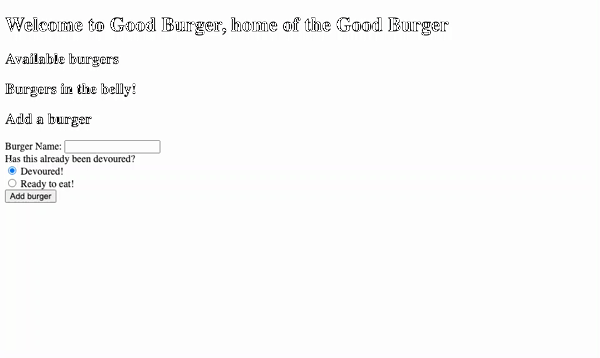 Welcome to Good Burger, home of the Good Burger
Available burgers
Burgers in the belly!
Add a burger
Burger Name:
Has this already been devoured?
Devoured!
Ready to eat!
Add burger